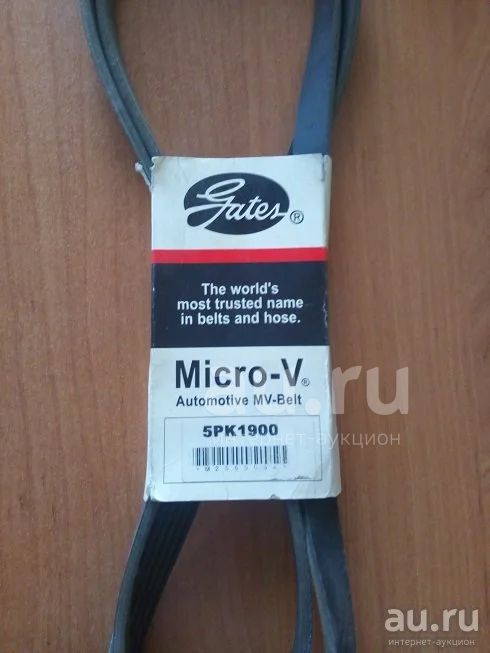 Gates®
The world's
most trusted name
in belts and hose.
Micro-V®
Automotive MV-Belt
5PK1900
au.ru
интернет-аукцион
au.ru
интернет-аукцион